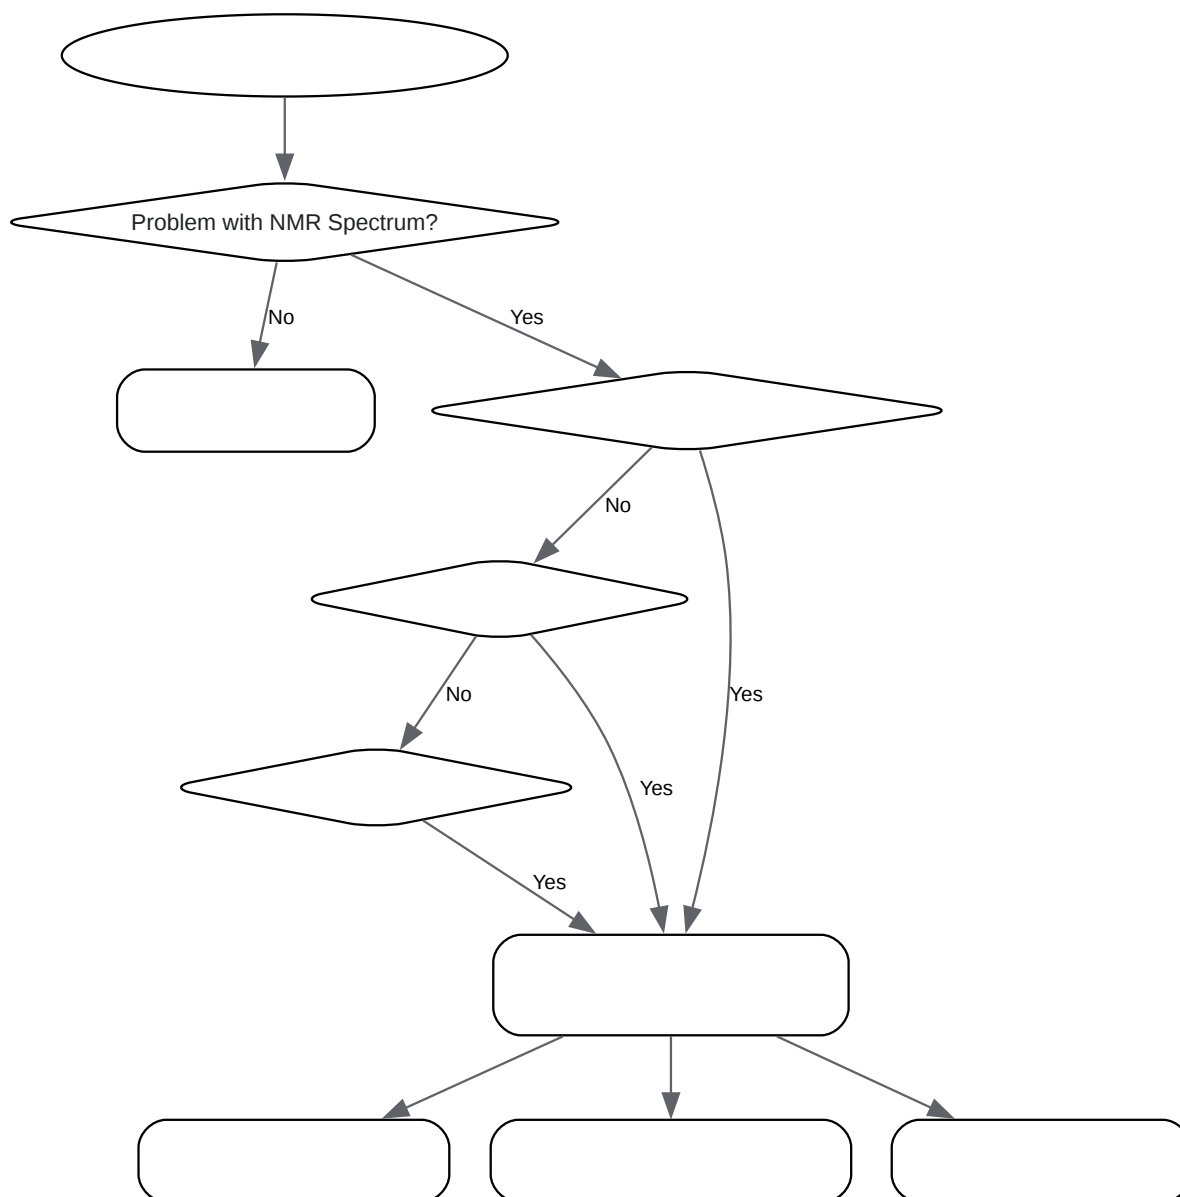 Problem with NMR Spectrum?
No
Yes
No
Yes
No
Yes
Yes